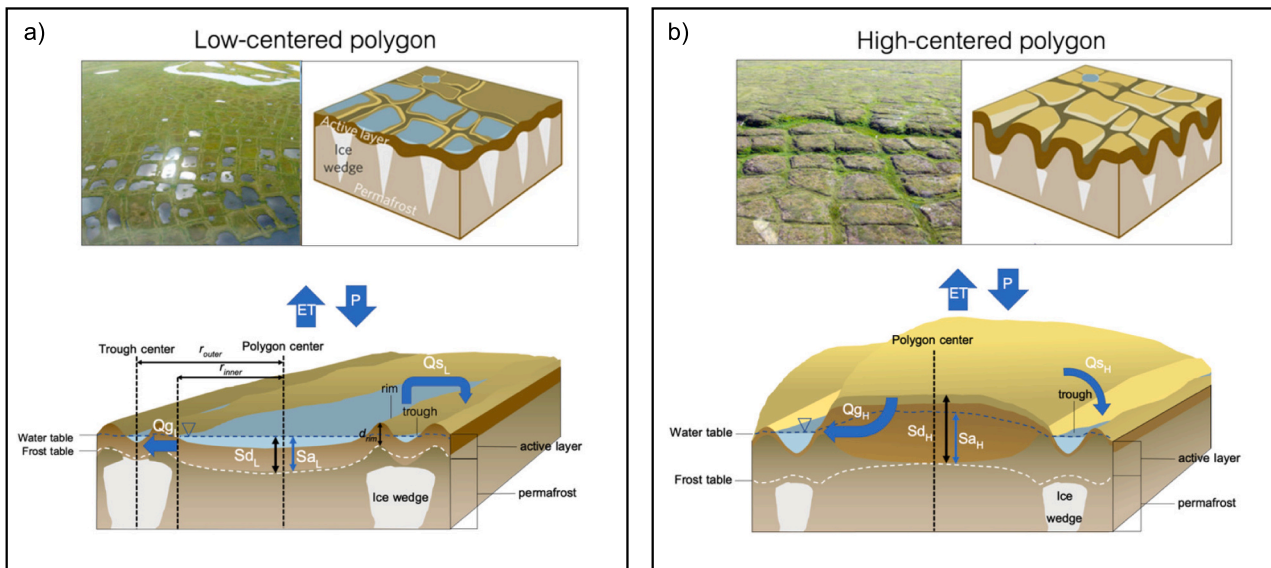 a)
Low-centered polygon
Active layer
Ice
wedge
Permafrost
ET
P
Trough center
r outer
Polygon center
r inner
Qs L
rim
trough
Qg L
d rim
Water table
Frost table
Sd L
Sa L
active layer
Ice wedge
permafrost
b)
High-centered polygon
ET
P
Polygon center
Qs H
trough
Qg H
Water table
Sd H
Sa H
active layer
Frost table
Ice
wedge
permafrost